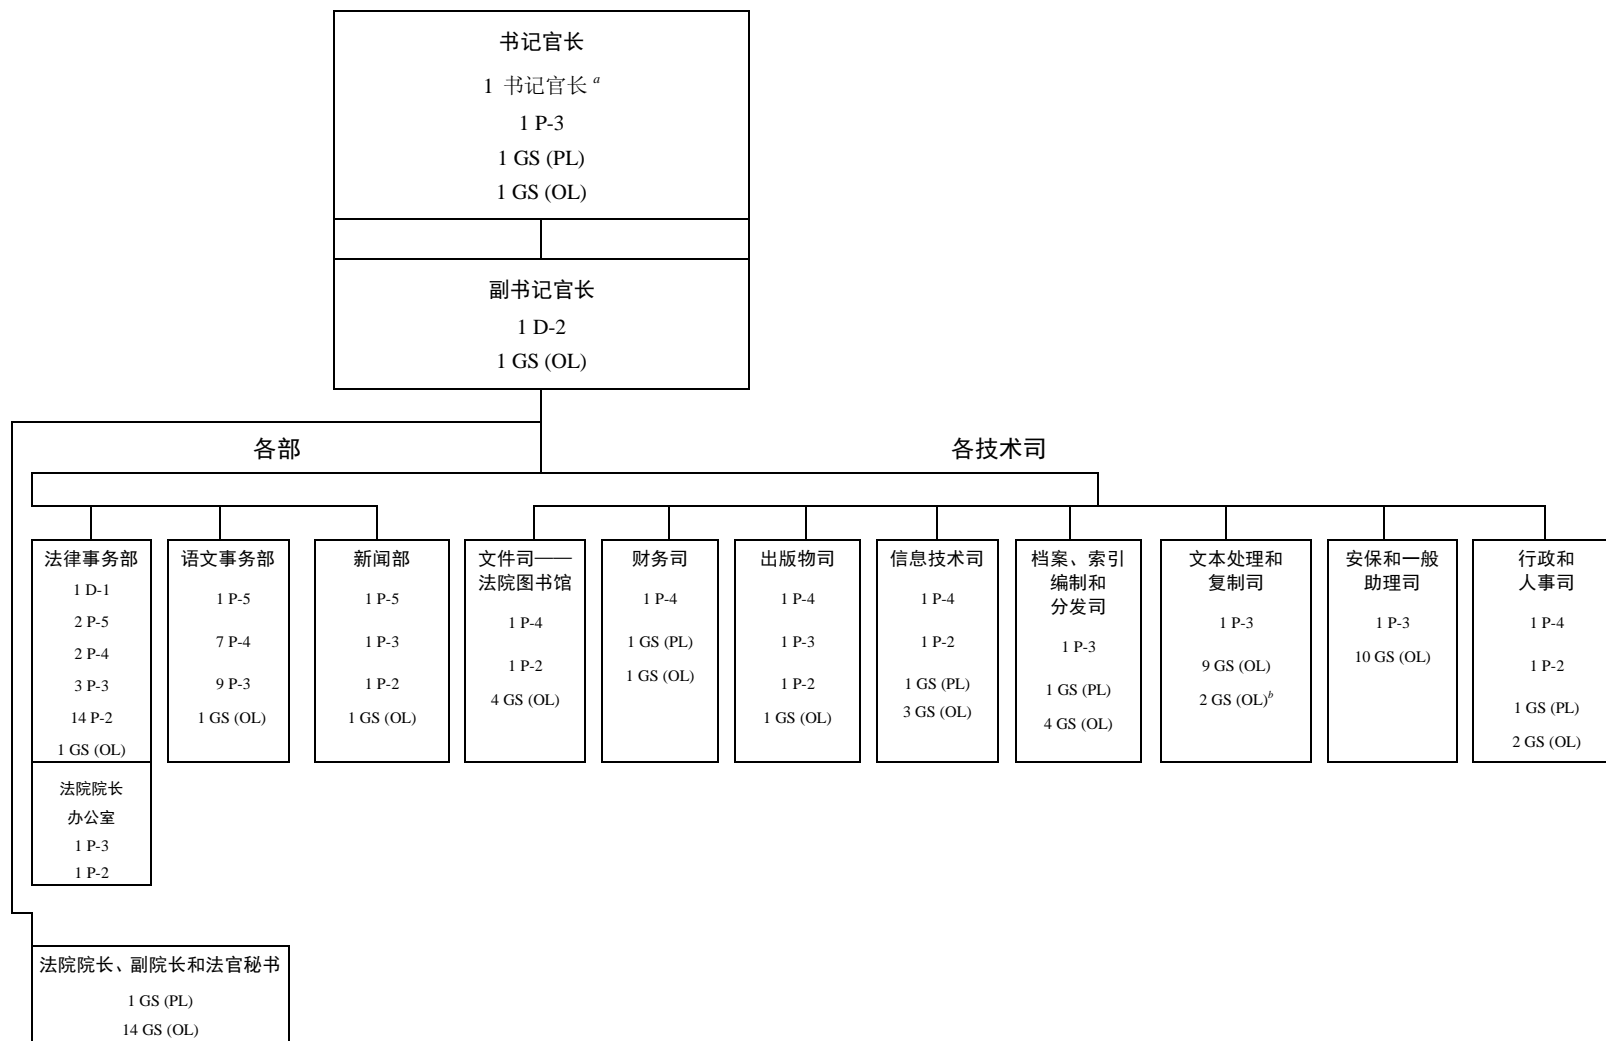 书记官长
1 书记官长 a
1 P-3
1 GS (PL)
1 GS (OL)
副书记官长
1 D-2
1 GS (OL)
各部
各技术司
法律事务部
1 D-1
2 P-5
2 P-4
3 P-3
14 P-2
1 GS (OL)
法院院长
办公室
1 P-3
1 P-2
语文事务部
1 P-5
7 P-4
9 P-3
1 GS (OL)
新闻部
1 P-5
1 P-3
1 P-2
1 GS (OL)
文件司——
法院图书馆
1 P-4
1 P-2
4 GS (OL)
财务司
1 P-4
1 GS (PL)
1 GS (OL)
出版物司
1 P-4
1 P-3
1 P-2
1 GS (OL)
信息技术司
1 P-4
1 P-2
1 GS (PL)
3 GS (OL)
档案、索引
编制和
分发司
1 P-3
1 GS (PL)
4 GS (OL)
文本处理和
复制司
1 P-3
9 GS (OL)
2 GS (OL)b
安保和一般
助理司
1 P-3
10 GS (OL)
行政和
人事司
1 P-4
1 P-2
1 GS (PL)
2 GS (OL)
法院院长、副院长和法官秘书
1 GS (PL)
14 GS (OL)